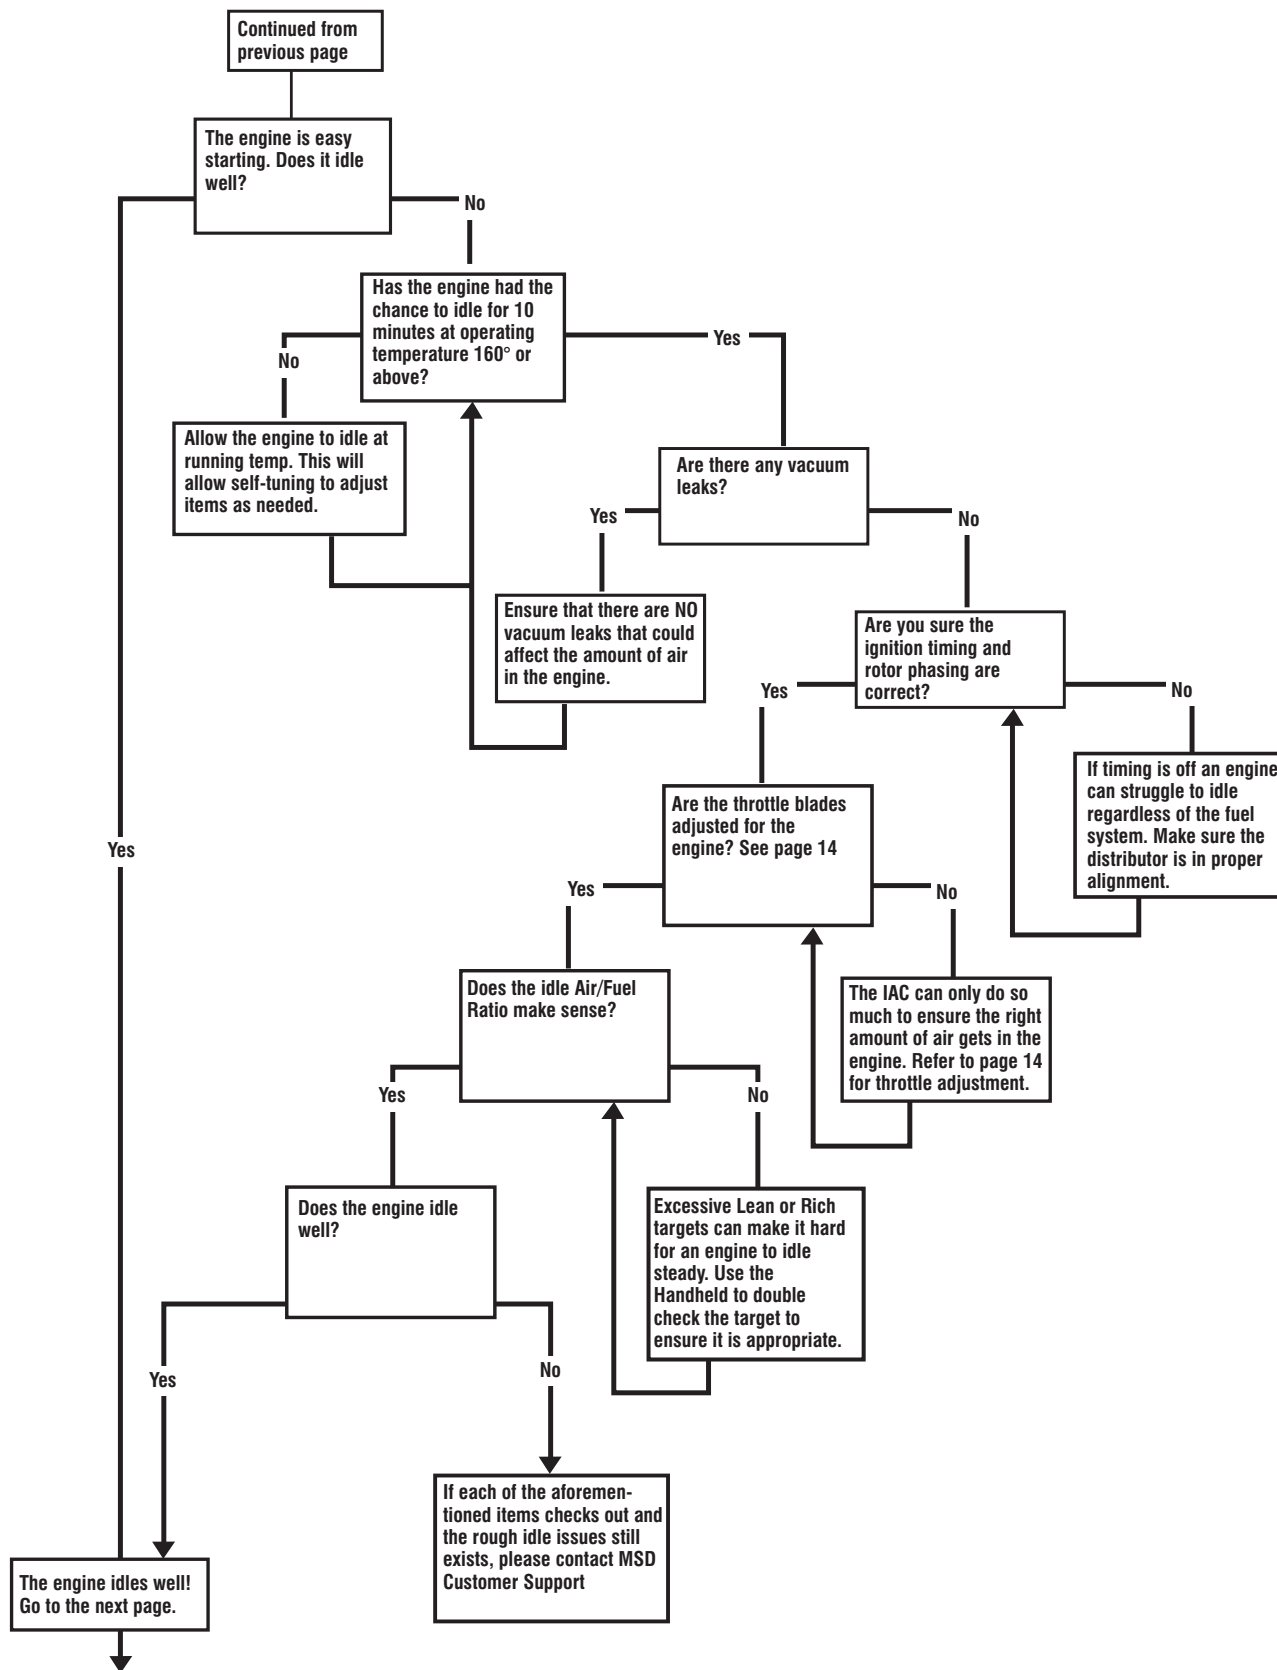 Continued from
previous page
The engine is easy
starting. Does it idle
well?
No
Has the engine had the
chance to idle for 10
minutes at operating
temperature 160° or
above?
No
Yes
Allow the engine to idle at
running temp. This will
allow self-tuning to adjust
items as needed.
Are there any vacuum
leaks?
Yes
No
Ensure that there are NO
vacuum leaks that could
affect the amount of air
in the engine.
Are you sure the
ignition timing and
rotor phasing are
correct?
Yes
No
If timing is off an engine
can struggle to idle
regardless of the fuel
system. Make sure the
distributor is in proper
alignment.
Are the throttle blades
adjusted for the
engine? See page 14
Yes
Yes
No
Does the idle Air/Fuel
Ratio make sense?
The IAC can only do so
much to ensure the right
amount of air gets in the
engine. Refer to page 14
for throttle adjustment.
Yes
No
Does the engine idle
well?
Excessive Lean or Rich
targets can make it hard
for an engine to idle
steady. Use the
Handheld to double
check the target to
ensure it is appropriate.
Yes
No
If each of the aforemen-
tioned items checks out and
the rough idle issues still
exists, please contact MSD
Customer Support
The engine idles well!
Go to the next page.